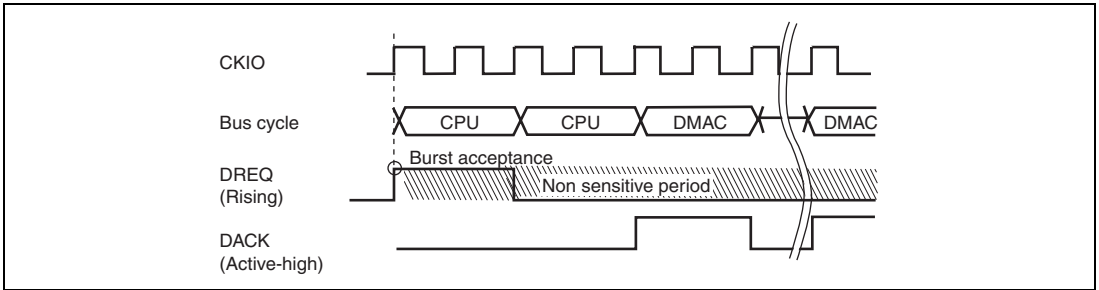 CKIO
Bus cycle
CPU CPU DMAC DMAC
Burst acceptance
DREQ
(Rising)
Non sensitive period
DACK
(Active-high)